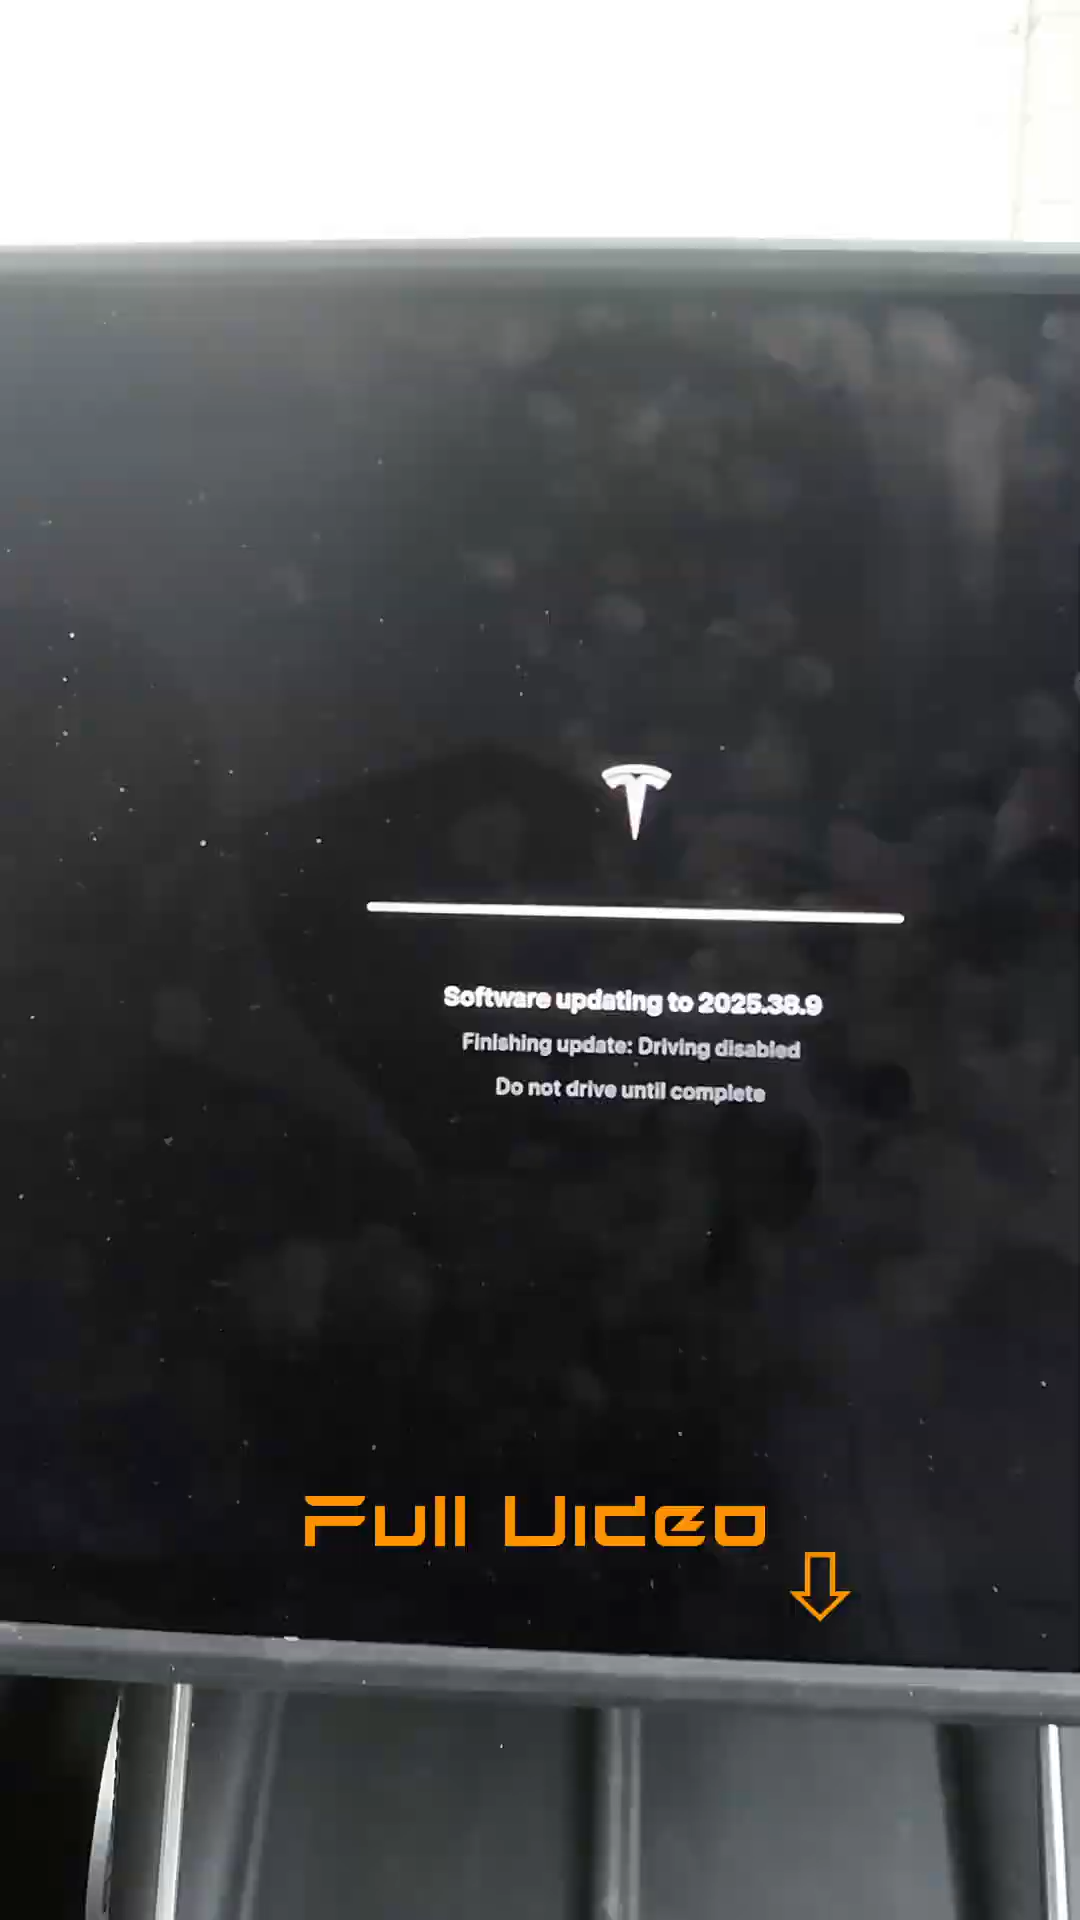 Software updating to 2025.38.9
Finishing update: Driving disabled
Do not drive until complete
Full Video